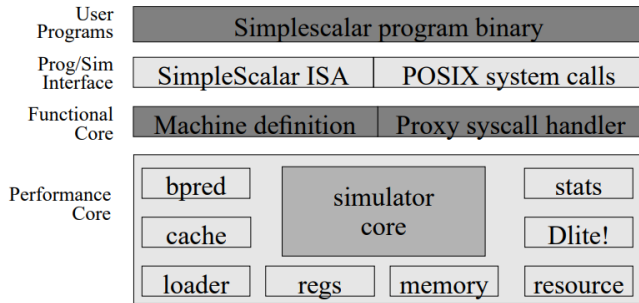 User
Programs
Simplescalar program binary
Prog/Sim
Interface
SimpleScalar ISA
POSIX system calls
Functional
Core
Machine definition
Proxy syscall handler
Performance
Core
bpred
simulator
core
stats
cache
Dlite!
loader
regs
memory
resource